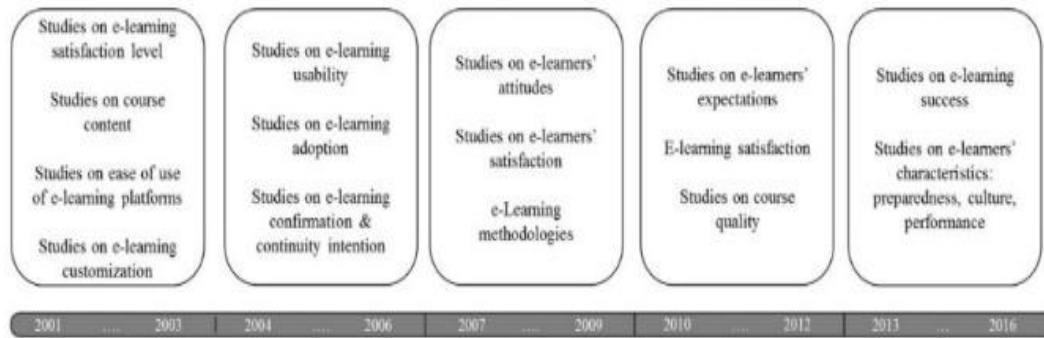 Studies on e-learning
satisfaction level
Studies on course
content
Studies on ease of use
of e-learning platforms
Studies on e-learning
customization
Studies on e-learning
usability
Studies on e-learning
adoption
Studies on e-learning
confirmation &
continuity intention
Studies on e-learners'
attitudes
Studies on e-learners'
satisfaction
e-Learning
methodologies
Studies on e-learners'
expectations
E-learning satisfaction
Studies on course
quality
Studies on e-learning
success
Studies on e-learners'
characteristics:
preparedness, culture,
performance
2001 .... 2003 2004 .... 2006 2007 .... 2009 2010 .... 2012 2013 ... 2016